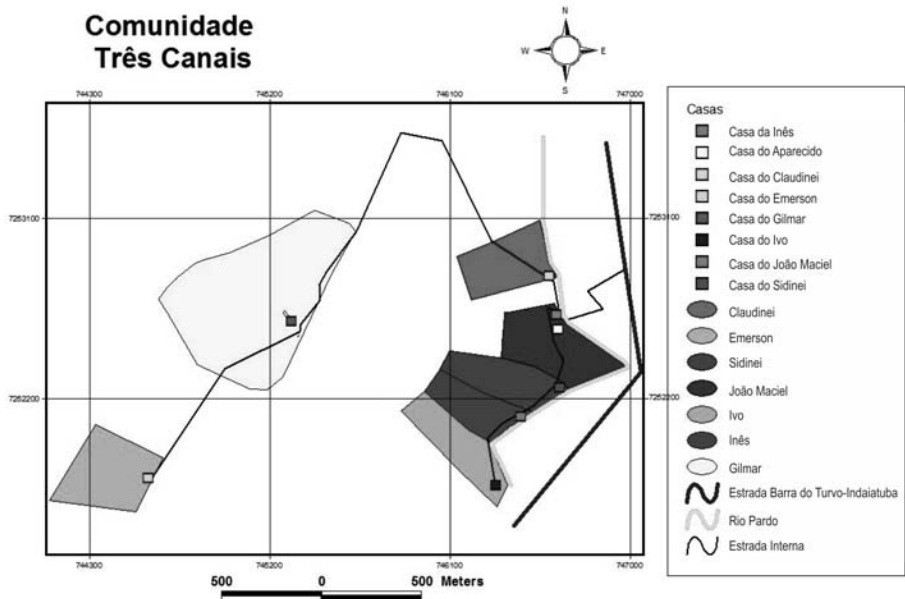 Comunidade
Três Canais
N
W
E
S
744300
745200
746100
747000
7253100
7253100
7252200
7252200
744300
745200
746100
747000
500 0 500 Meters
Casas
Casa da Inês
Casa do Aparecido
Casa do Claudinei
Casa do Emerson
Casa do Gilmar
Casa do Ivo
Casa do João Maciel
Casa do Sidinei
Claudinei
Emerson
Sidinei
João Maciel
Ivo
Inês
Gilmar
Estrada Barra do Turvo-Indaiatuba
Rio Pardo
Estrada Interna